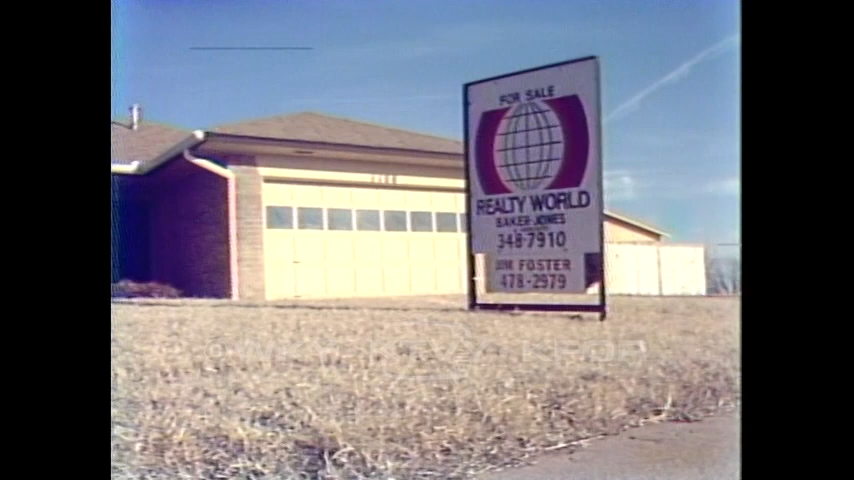 FOR SALE
REALTY WORLD
BAKER-JONES
348-7910
JIM FOSTER
478-2979